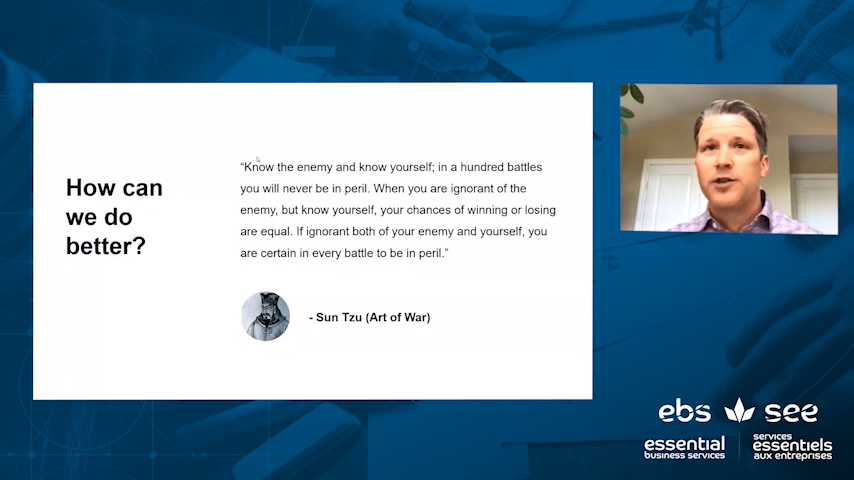 How can
we do
better?
“Know the enemy and know yourself; in a hundred battles
you will never be in peril. When you are ignorant of the
enemy, but know yourself, your chances of winning or losing
are equal. If ignorant both of your enemy and yourself, you
are certain in every battle to be in peril.”
- Sun Tzu (Art of War)
ebs see
essential
business services
services
essentiels
aux entreprises